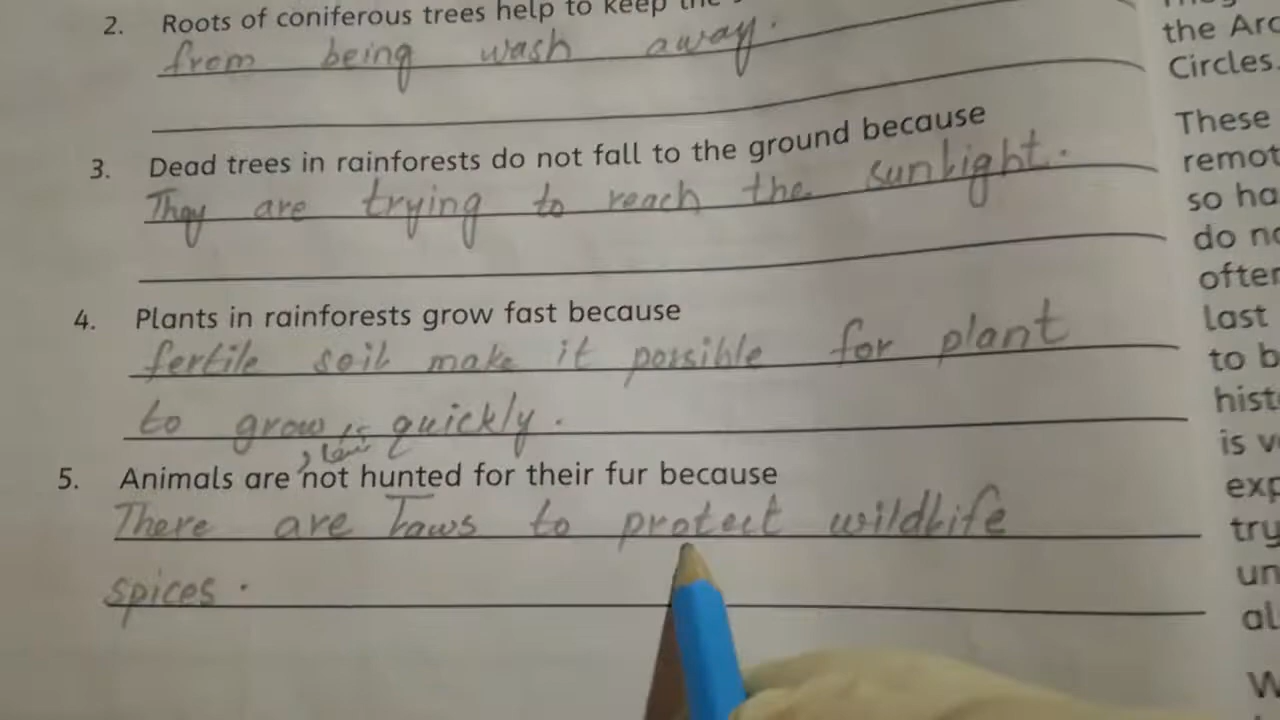 2. Roots of coniferous trees help to keep the
from being wash away.
3. Dead trees in rainforests do not fall to the ground because
They are trying to reach the sunlight.
4. Plants in rainforests grow fast because
fertile soil make it possible for plant
to grow quickly.
5. Animals are not hunted for their fur because
There are Laws to protect wildlife
spices.
the Arc
Circles.
These
remot
so ha
do no
often
last
to b
hist
is v
exp
try
un
al
W